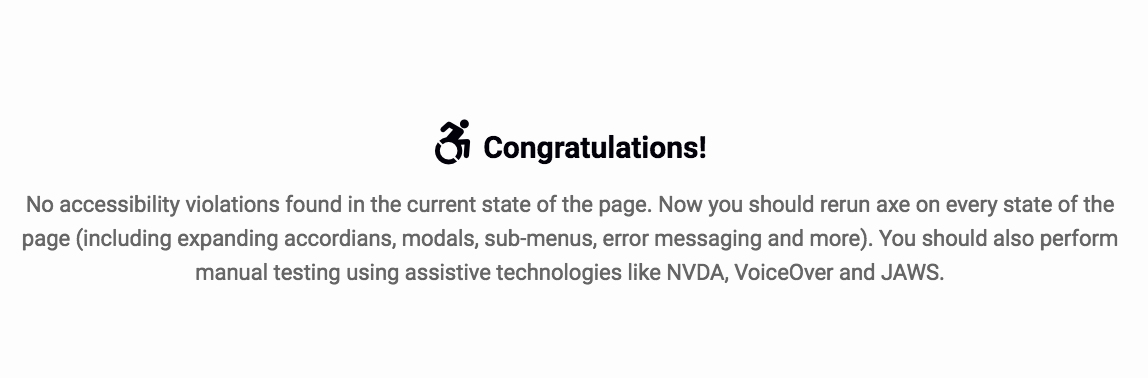 Congratulations!
No accessibility violations found in the current state of the page. Now you should rerun axe on every state of the
page (including expanding accordians, modals, sub-menus, error messaging and more). You should also perform
manual testing using assistive technologies like NVDA, VoiceOver and JAWS.